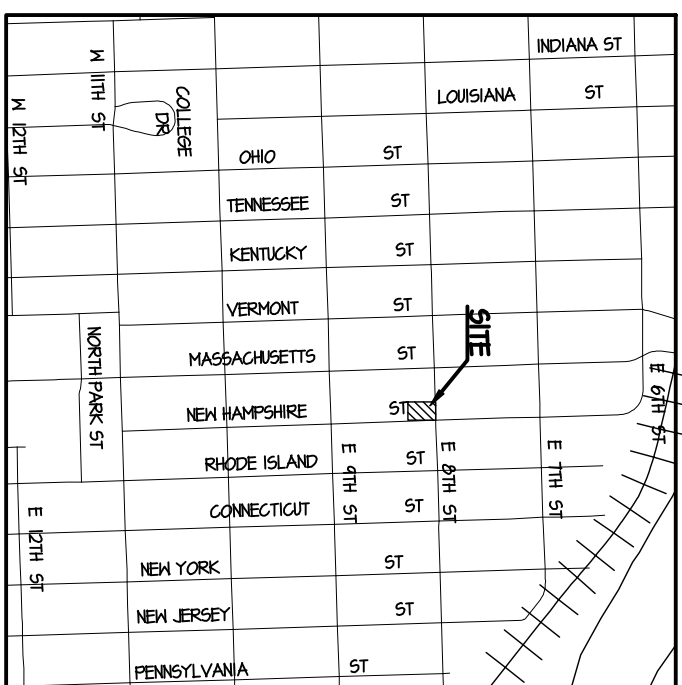 INDIANA ST
LOUISIANA ST
W 11TH ST
COLLEGE
DR
W 12TH ST
OHIO ST
TENNESSEE ST
KENTUCKY ST
VERMONT ST
SITE
MASSACHUSETTS ST
NORTH PARK ST
E 6TH ST
NEW HAMPSHIRE ST
RHODE ISLAND ST
E 9TH ST
E 8TH ST
E 7TH ST
CONNECTICUT ST
E 12TH ST
NEW YORK ST
NEW JERSEY ST
PENNSYLVANIA ST